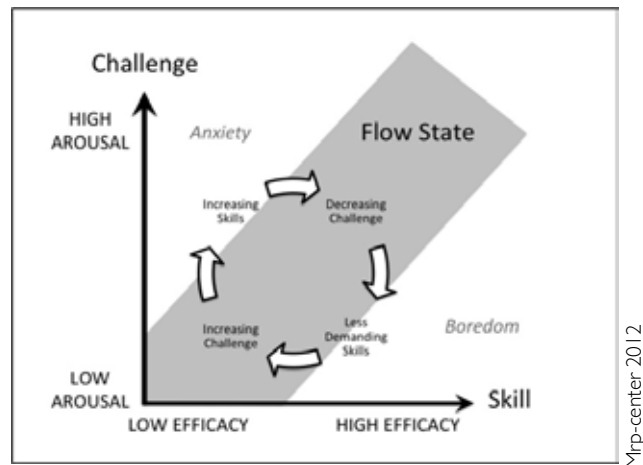 Challenge
HIGH
AROUSAL
Anxiety
Flow State
Increasing
Skills
Decreasing
Challenge
Increasing
Challenge
Less
Demanding
Skills
Boredom
LOW
AROUSAL
LOW EFFICACY
HIGH EFFICACY
Skill
Mrp-center 2012